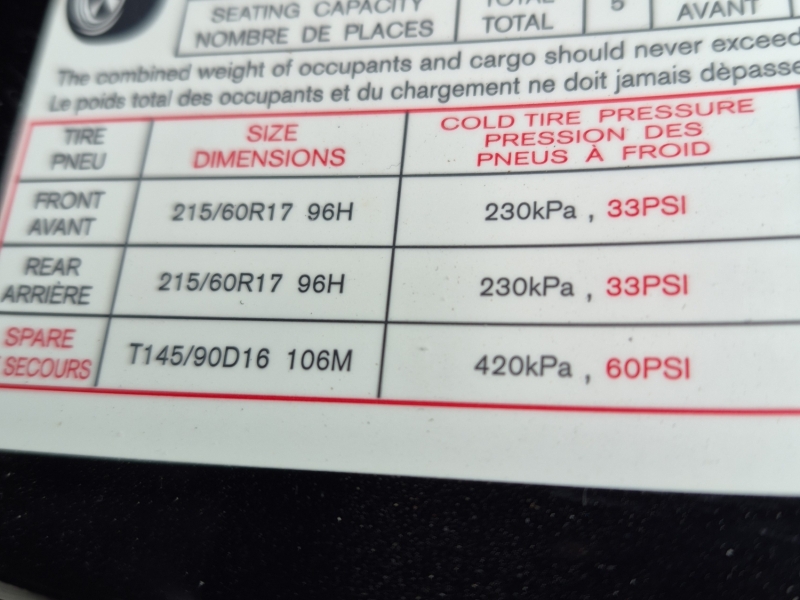 SEATING CAPACITY
NOMBRE DE PLACES
TOTAL
TOTAL
5
AVANT
The combined weight of occupants and cargo should never exceed
Le poids total des occupants et du chargement ne doit jamais dèpasse
TIRE
PNEU
SIZE
DIMENSIONS
COLD TIRE PRESSURE
PRESSION DES
PNEUS À FROID
FRONT
AVANT
215/60R17 96H
230kPa , 33PSI
REAR
ARRIÈRE
215/60R17 96H
230kPa , 33PSI
SPARE
SECOURS
T145/90D16 106M
420kPa , 60PSI